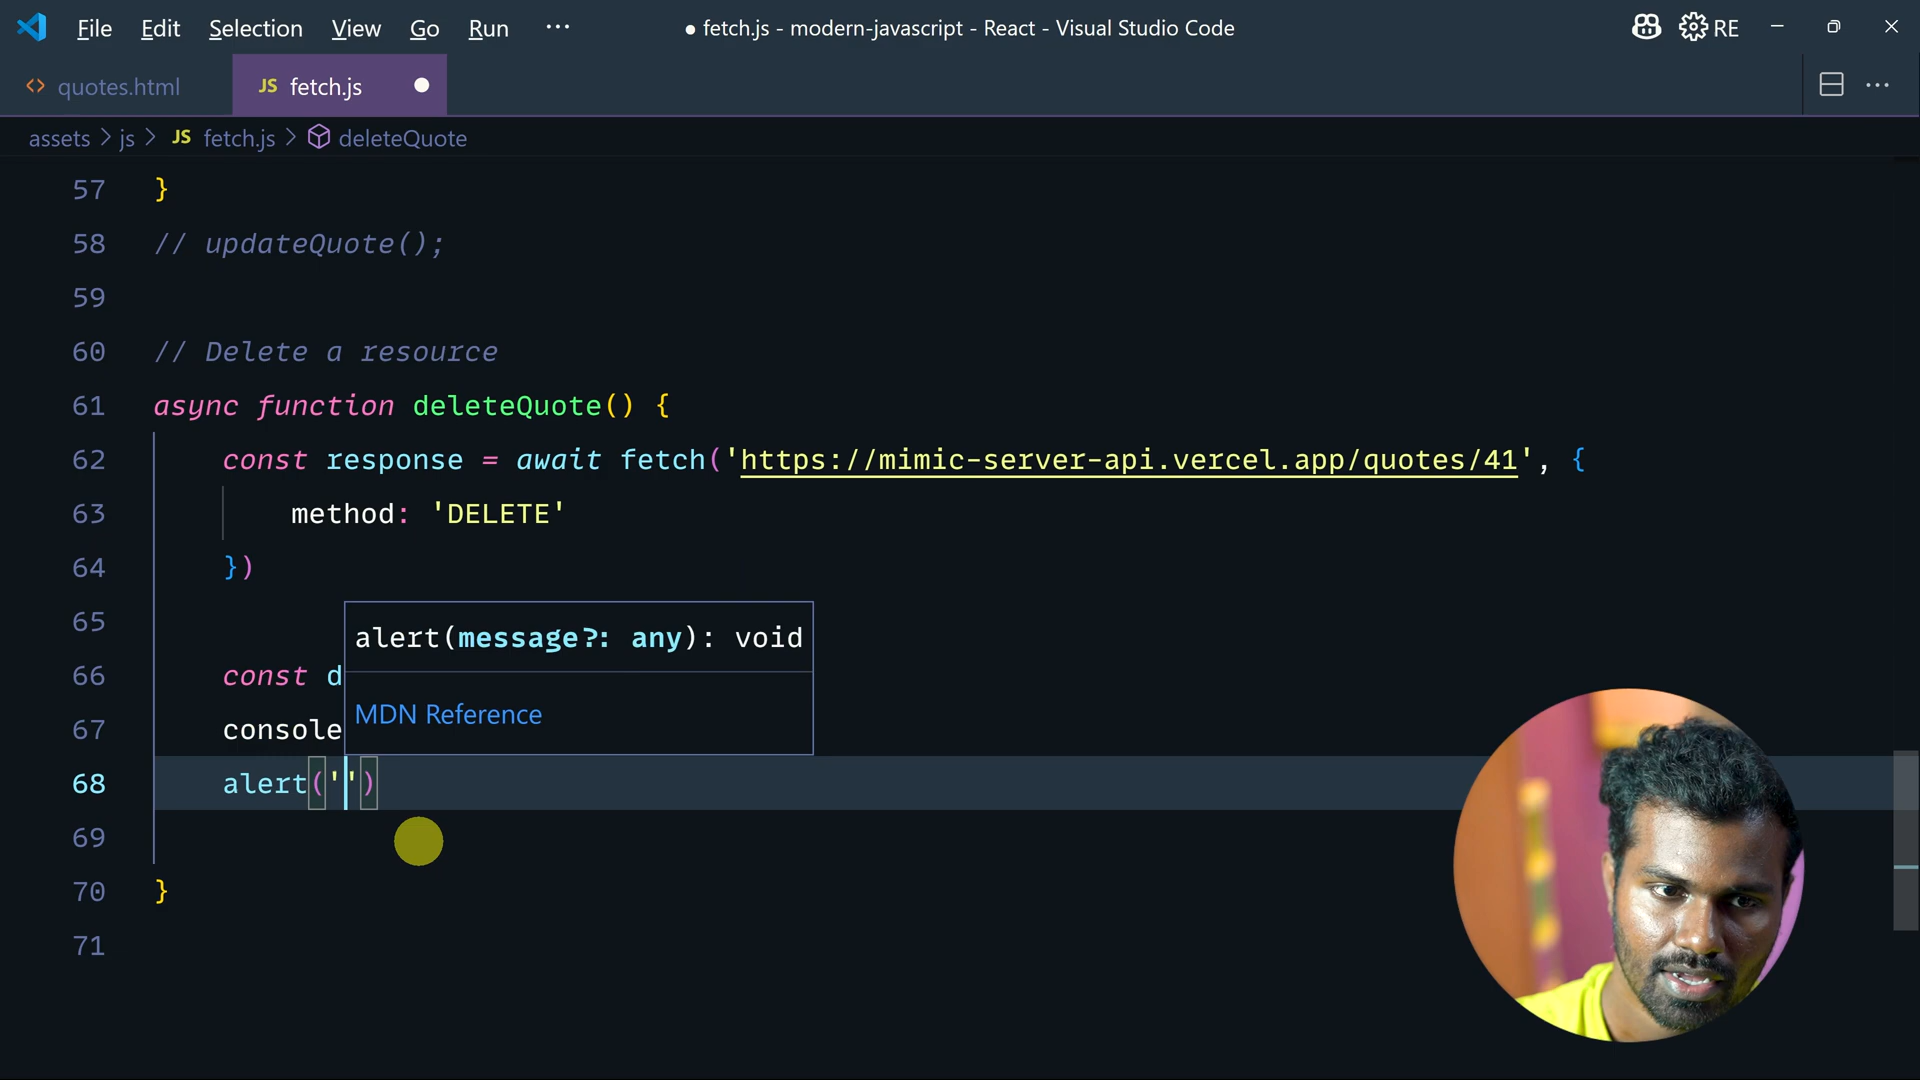 File Edit Selection View Go Run ··· ● fetch.js - modern-javascript - React - Visual Studio Code RE
<> quotes.html JS fetch.js
assets > js > JS fetch.js > deleteQuote
57 }
58 // updateQuote();
59
60 // Delete a resource
61 async function deleteQuote() {
62 const response = await fetch('https://mimic-server-api.vercel.app/quotes/41', {
63 method: 'DELETE'
64 })
65
alert(message?: any): void
66 const d
MDN Reference
67 console
68 alert('')
69
70 }
71